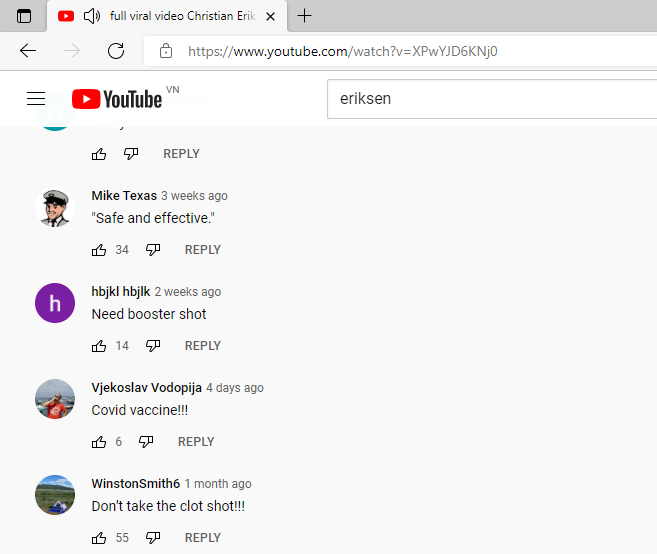 full viral video Christian Erik
https://www.youtube.com/watch?v=XPwYJD6KNj0
YouTube VN
eriksen
REPLY
Mike Texas 3 weeks ago
"Safe and effective."
34 REPLY
hbjkl hbjlk 2 weeks ago
Need booster shot
14 REPLY
Vjekoslav Vodopija 4 days ago
Covid vaccine!!!
6 REPLY
WinstonSmith6 1 month ago
Don’t take the clot shot!!!
55 REPLY